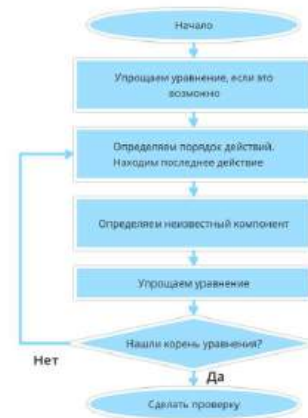 Начало
Упрощаем уравнение, если это
возможно
Определяем порядок действий.
Находим последнее действие
Определяем неизвестный компонент
Упрощаем уравнение
Нашли корень уравнения?
Нет
Да
Сделать проверку